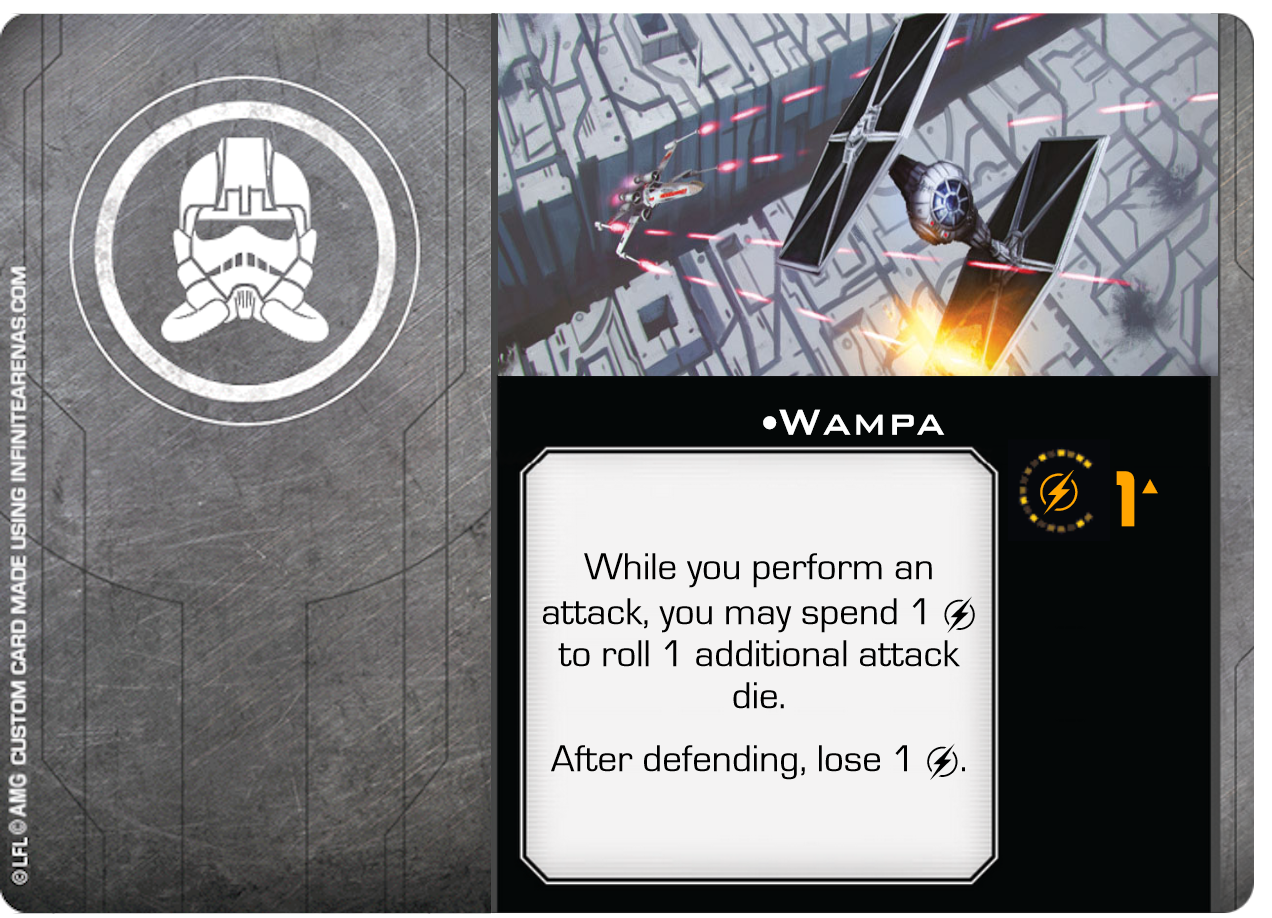 •WAMPA
1
While you perform an
attack, you may spend 1
to roll 1 additional attack
die.
After defending, lose 1 .
©LFL ©AMG CUSTOM CARD MADE USING INFINITEARENAS.COM